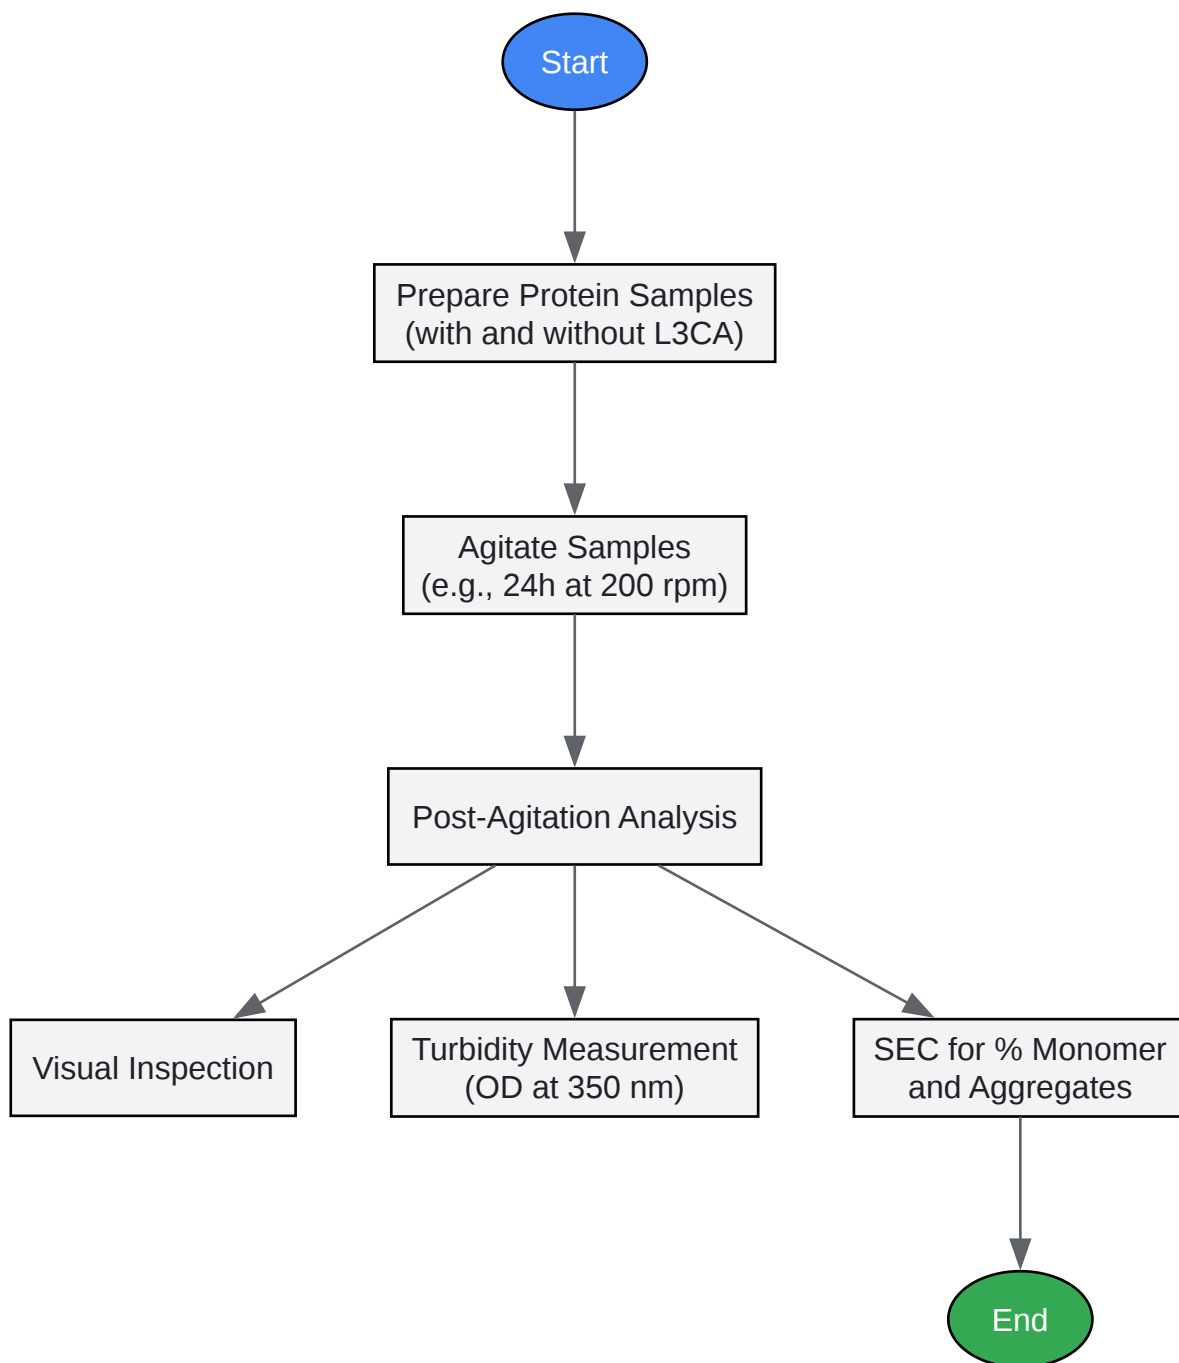 Start
Prepare Protein Samples
(with and without L3CA)
Agitate Samples
(e.g., 24h at 200 rpm)
Post-Agitation Analysis
Visual Inspection
Turbidity Measurement
(OD at 350 nm)
SEC for % Monomer
and Aggregates
End